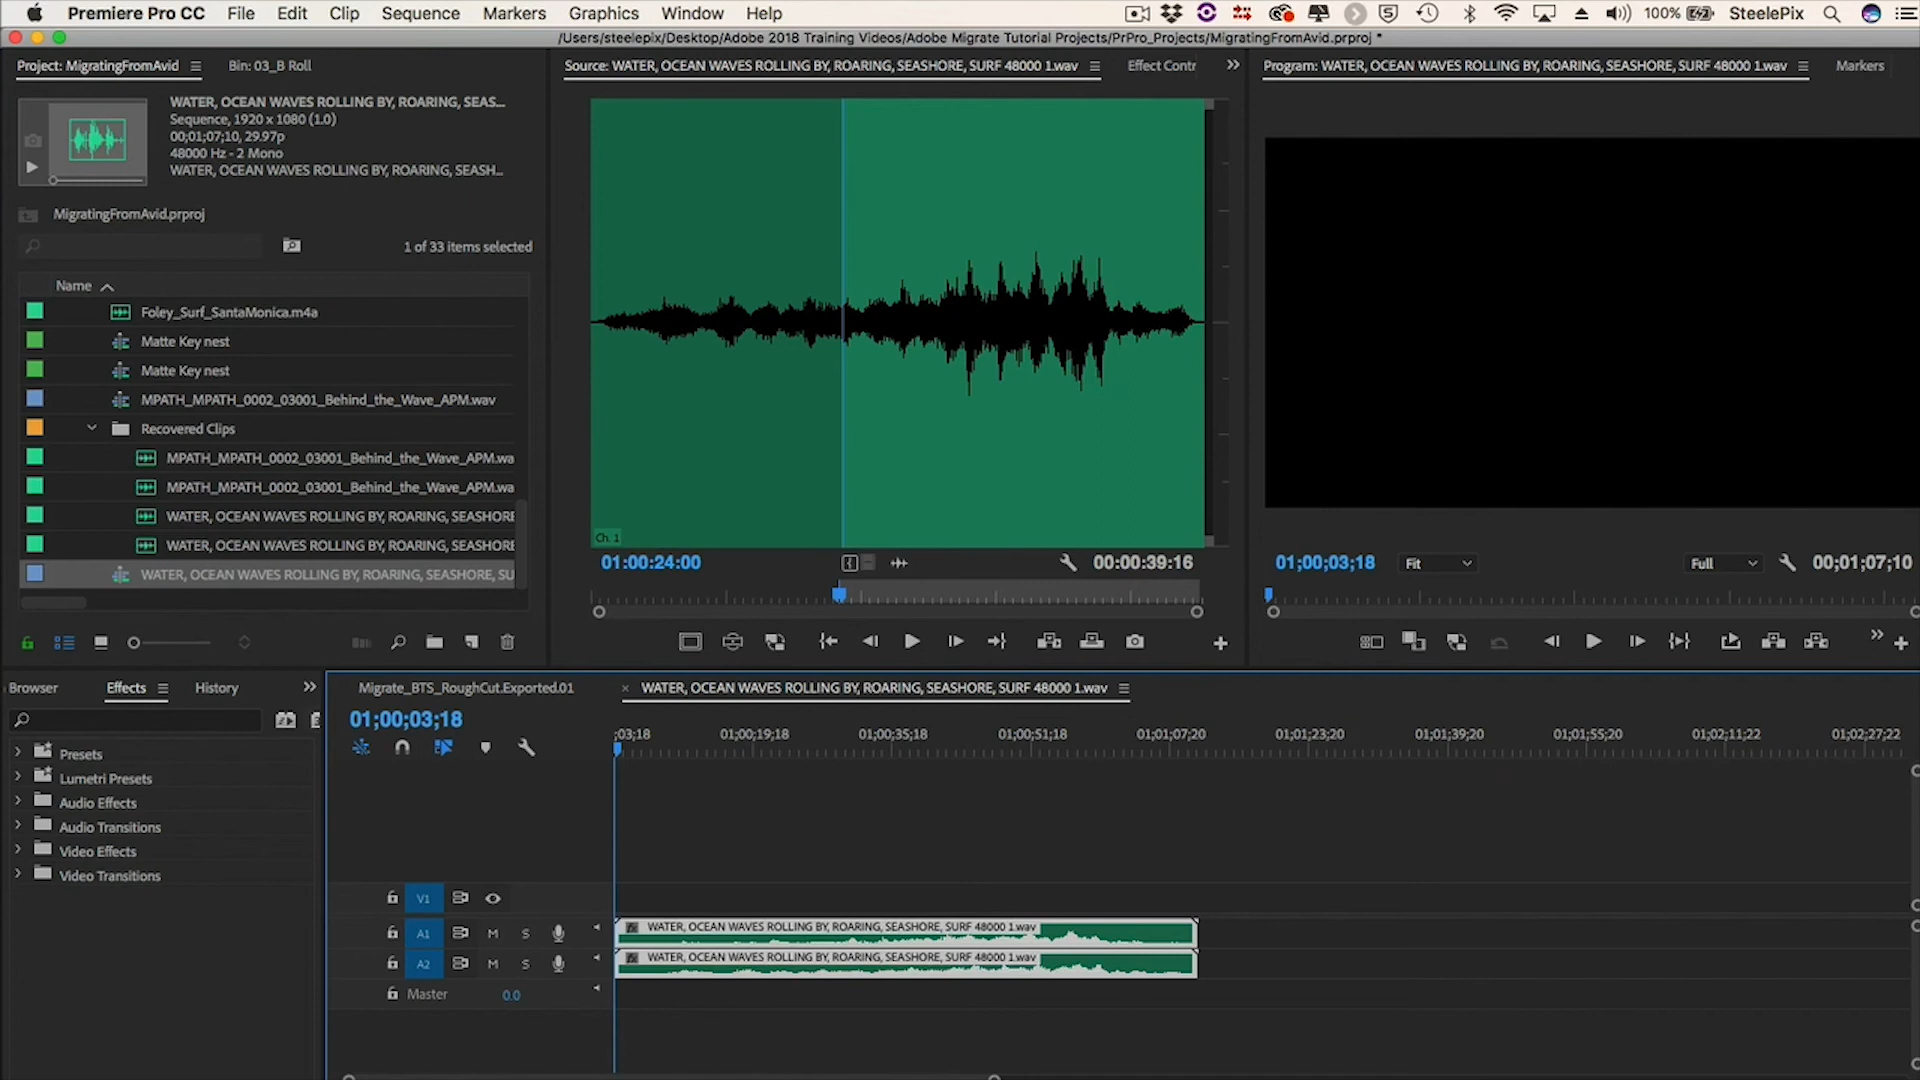 Premiere Pro CC File Edit Clip Sequence Markers Graphics Window Help 100% SteelePix
/Users/steelepix/Desktop/Adobe 2018 Training Videos/Adobe Migrate Tutorial Projects/PrPro_Projects/MigratingFromAvid.prproj *
Project: MigratingFromAvid Bin: 03_B Roll
WATER, OCEAN WAVES ROLLING BY, ROARING, SEAS...
Sequence, 1920 x 1080 (1.0)
00;01;07;10, 29.97p
48000 Hz - 2 Mono
WATER, OCEAN WAVES ROLLING BY, ROARING, SEASH...
MigratingFromAvid.prproj
1 of 33 items selected
Name
Foley_Surf_SantaMonica.m4a
Matte Key nest
Matte Key nest
MPATH_MPATH_0002_03001_Behind_the_Wave_APM.wav
Recovered Clips
MPATH_MPATH_0002_03001_Behind_the_Wave_APM.wa
MPATH_MPATH_0002_03001_Behind_the_Wave_APM.wa
WATER, OCEAN WAVES ROLLING BY, ROARING, SEASHORE
WATER, OCEAN WAVES ROLLING BY, ROARING, SEASHORE
WATER, OCEAN WAVES ROLLING BY, ROARING, SEASHORE, SU
Source: WATER, OCEAN WAVES ROLLING BY, ROARING, SEASHORE, SURF 48000 1.wav Effect Contr
Ch. 1
01:00:24:00 00:00:39:16
Program: WATER, OCEAN WAVES ROLLING BY, ROARING, SEASHORE, SURF 48000 1.wav Markers
01;00;03;18 Fit Full 00;01;07;10
Browser Effects History
Presets
Lumetri Presets
Audio Effects
Audio Transitions
Video Effects
Video Transitions
Migrate_BTS_RoughCut.Exported.01 × WATER, OCEAN WAVES ROLLING BY, ROARING, SEASHORE, SURF 48000 1.wav
01;00;03;18
;03;18 01;00;19;18 01;00;35;18 01;00;51;18 01;01;07;20 01;01;23;20 01;01;39;20 01;01;55;20 01;02;11;22 01;02;27;22
V1
A1 M S fx WATER, OCEAN WAVES ROLLING BY, ROARING, SEASHORE, SURF 48000 1.wav
A2 M S fx WATER, OCEAN WAVES ROLLING BY, ROARING, SEASHORE, SURF 48000 1.wav
Master 0.0